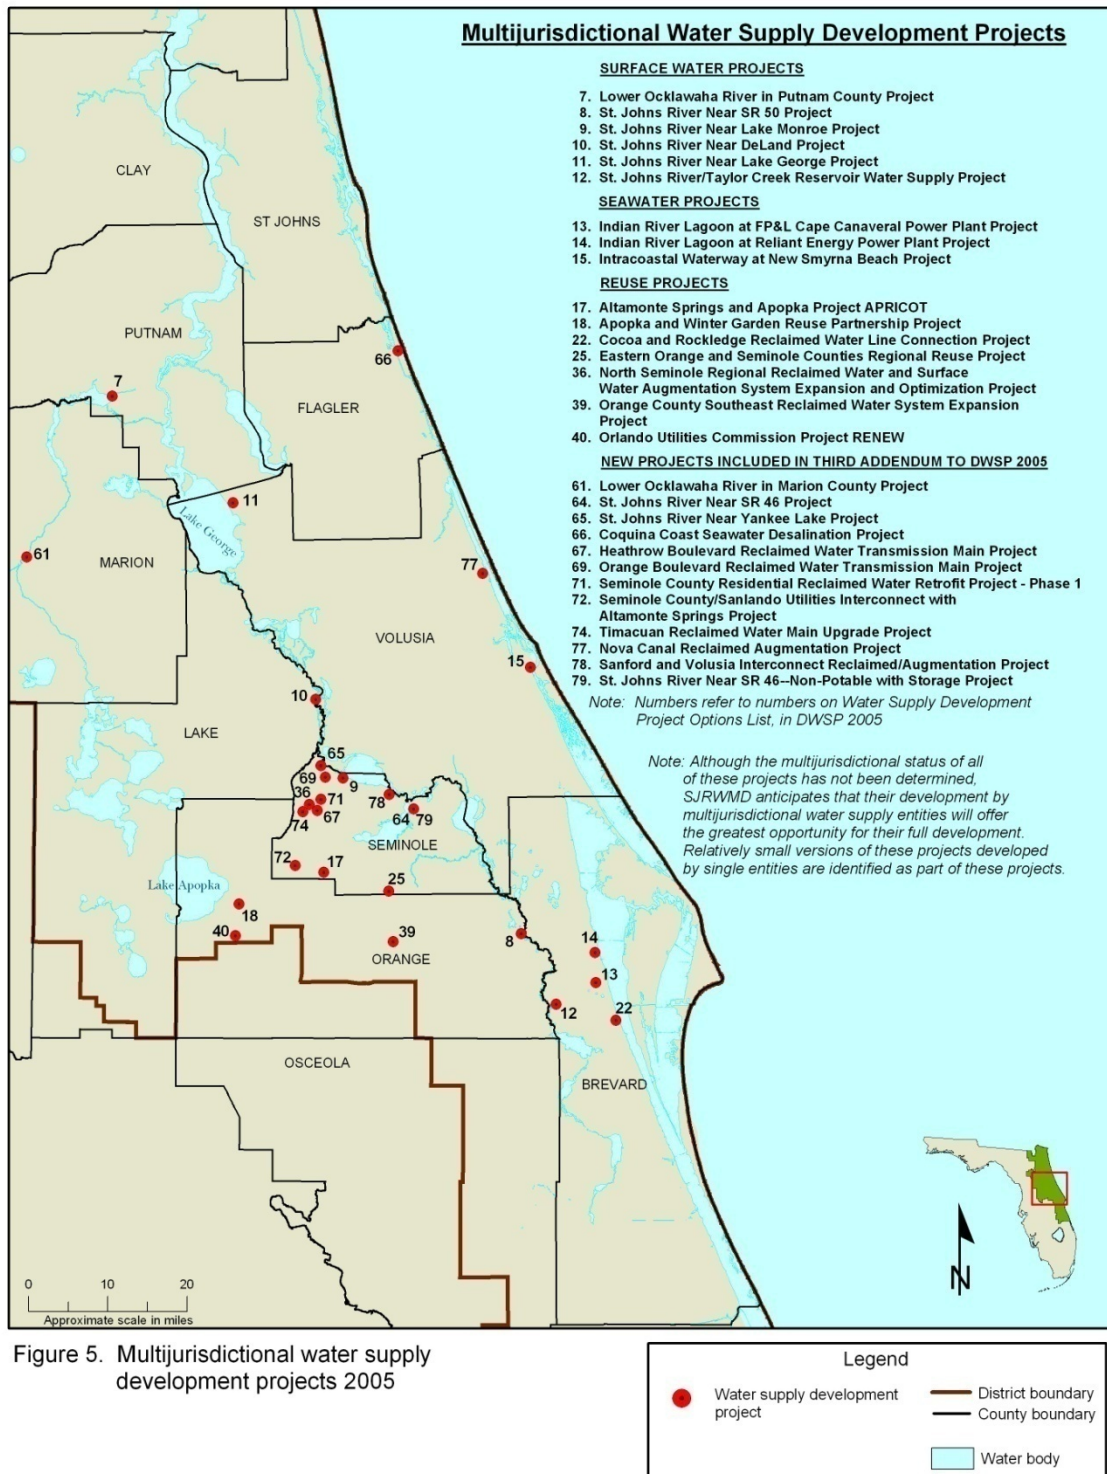 Multijurisdictional Water Supply Development Projects
SURFACE WATER PROJECTS
7. Lower Ocklawaha River in Putnam County Project
8. St. Johns River Near SR 50 Project
9. St. Johns River Near Lake Monroe Project
10. St. Johns River Near DeLand Project
11. St. Johns River Near Lake George Project
12. St. Johns River/Taylor Creek Reservoir Water Supply Project
SEAWATER PROJECTS
13. Indian River Lagoon at FP&L Cape Canaveral Power Plant Project
14. Indian River Lagoon at Reliant Energy Power Plant Project
15. Intracoastal Waterway at New Smyrna Beach Project
REUSE PROJECTS
17. Altamonte Springs and Apopka Project APRICOT
18. Apopka and Winter Garden Reuse Partnership Project
22. Cocoa and Rockledge Reclaimed Water Line Connection Project
25. Eastern Orange and Seminole Counties Regional Reuse Project
36. North Seminole Regional Reclaimed Water and Surface
Water Augmentation System Expansion and Optimization Project
39. Orange County Southeast Reclaimed Water System Expansion
Project
40. Orlando Utilities Commission Project RENEW
NEW PROJECTS INCLUDED IN THIRD ADDENDUM TO DWSP 2005
61. Lower Ocklawaha River in Marion County Project
64. St. Johns River Near SR 46 Project
65. St. Johns River Near Yankee Lake Project
66. Coquina Coast Seawater Desalination Project
67. Heathrow Boulevard Reclaimed Water Transmission Main Project
69. Orange Boulevard Reclaimed Water Transmission Main Project
71. Seminole County Residential Reclaimed Water Retrofit Project - Phase 1
72. Seminole County/Sanlando Utilities Interconnect with
Altamonte Springs Project
74. Timacuan Reclaimed Water Main Upgrade Project
77. Nova Canal Reclaimed Augmentation Project
78. Sanford and Volusia Interconnect Reclaimed/Augmentation Project
79. St. Johns River Near SR 46--Non-Potable with Storage Project
Note: Numbers refer to numbers on Water Supply Development
Project Options List, in DWSP 2005
Note: Although the multijurisdictional status of all
of these projects has not been determined,
SJRWMD anticipates that their development by
multijurisdictional water supply entities will offer
the greatest opportunity for their full development.
Relatively small versions of these projects developed
by single entities are identified as part of these projects.
CLAY
ST JOHNS
PUTNAM
66
7
FLAGLER
11
Lake George
61
MARION
77
VOLUSIA
15
10
LAKE
65
69
9
36
71
78
74
67
64
79
SEMINOLE
72
17
Lake Apopka
25
18
40
39
8
14
ORANGE
13
12
22
OSCEOLA
BREVARD
N
0 10 20
Approximate scale in miles
Figure 5. Multijurisdictional water supply
development projects 2005
Legend
Water supply development
project
District boundary
County boundary
Water body